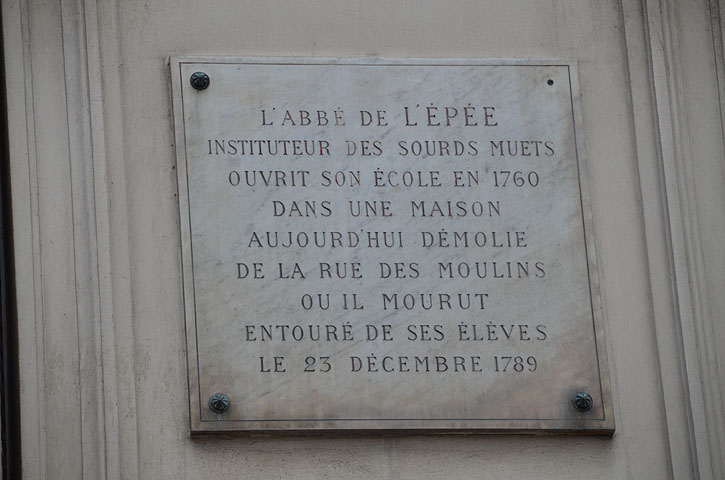 L'ABBÉ DE L'ÉPÉE
INSTITUTEUR DES SOURDS MUETS
OUVRIT SON ÉCOLE EN 1760
DANS UNE MAISON
AUJOURD'HUI DÉMOLIE
DE LA RUE DES MOULINS
OU IL MOURUT
ENTOURÉ DE SES ÉLÈVES
LE 23 DÉCEMBRE 1789